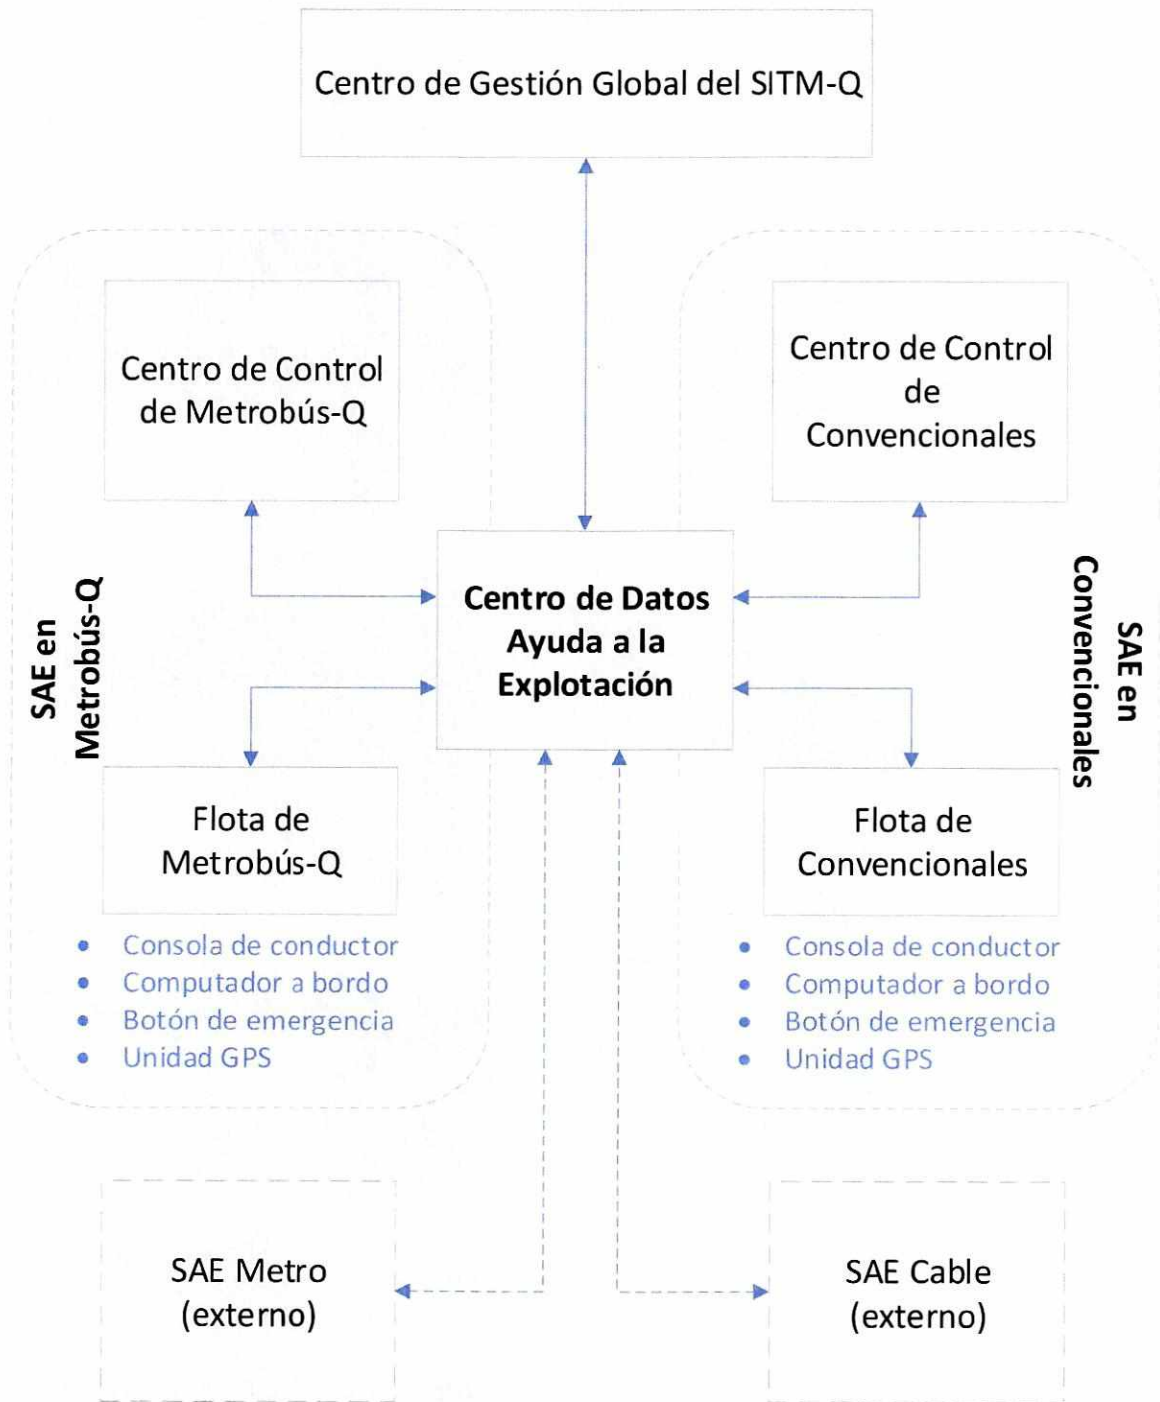 Centro de Gestión Global del SITM-Q
Centro de Control
de Metrobús-Q
Centro de Control
de
Convencionales
SAE en
Metrobús-Q
Centro de Datos
Ayuda a la
Explotación
SAE en
Convencionales
Flota de
Metrobús-Q
Flota de
Convencionales
• Consola de conductor
• Computador a bordo
• Botón de emergencia
• Unidad GPS
• Consola de conductor
• Computador a bordo
• Botón de emergencia
• Unidad GPS
SAE Metro
(externo)
SAE Cable
(externo)